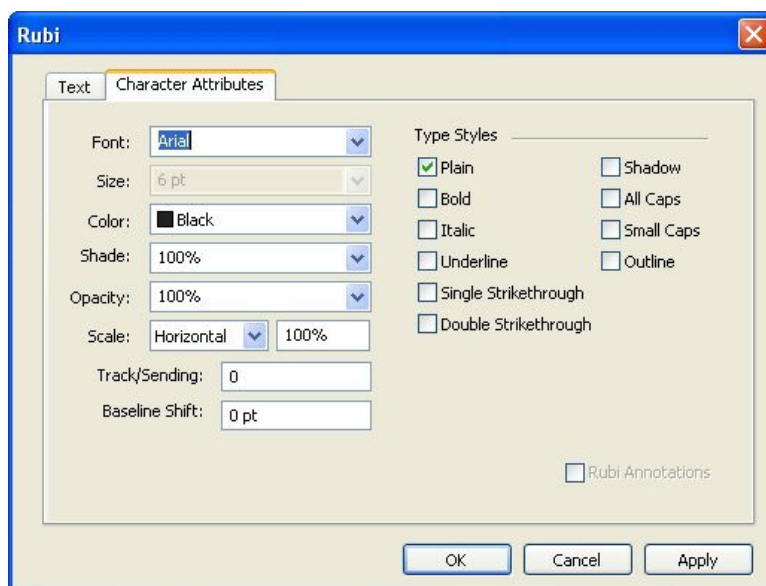 Rubi
Text
Character Attributes
Font: Arial
Size: 6 pt
Color: Black
Shade: 100%
Opacity: 100%
Scale: Horizontal 100%
Track/Sending: 0
Baseline Shift: 0 pt
Type Styles
Plain
Bold
Italic
Underline
Single Strikethrough
Double Strikethrough
Shadow
All Caps
Small Caps
Outline
Rubi Annotations
OK
Cancel
Apply